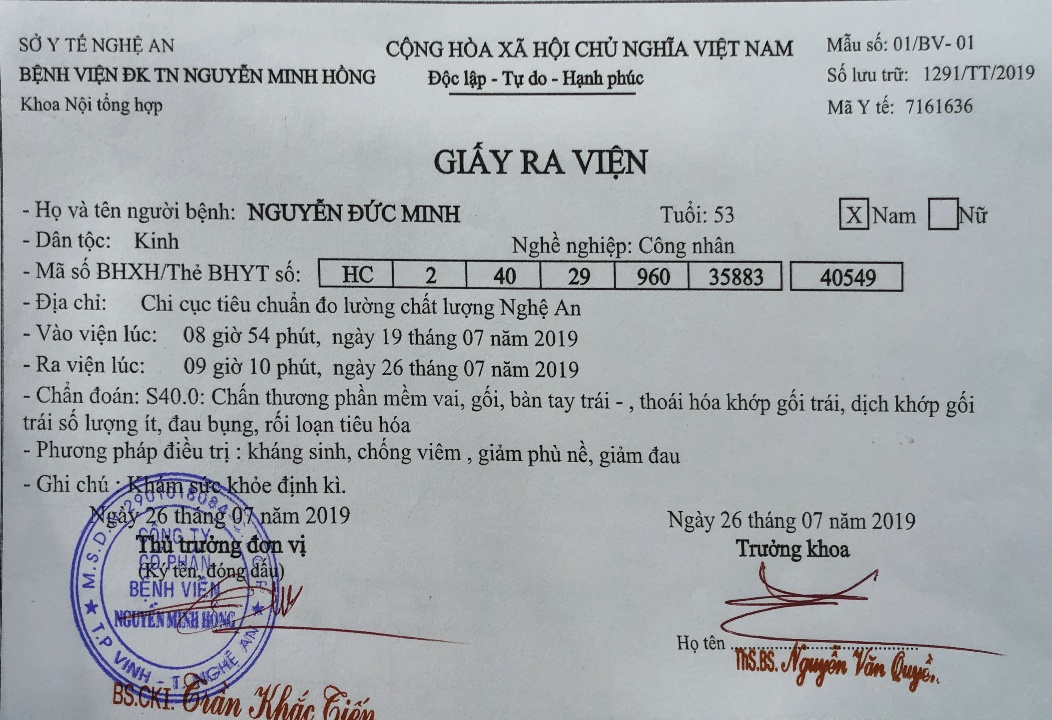 SỞ Y TẾ NGHỆ AN
BỆNH VIỆN ĐK TN NGUYỄN MINH HỒNG
Khoa Nội tổng hợp
CỘNG HÒA XÃ HỘI CHỦ NGHĨA VIỆT NAM
Độc lập - Tự do - Hạnh phúc
Mẫu số: 01/BV- 01
Số lưu trữ: 1291/TT/2019
Mã Y tế: 7161636
GIẤY RA VIỆN
- Họ và tên người bệnh: NGUYỄN ĐỨC MINH Tuổi: 53 X Nam Nữ
- Dân tộc: Kinh Nghề nghiệp: Công nhân
- Mã số BHXH/Thẻ BHYT số: HC 2 40 29 960 35883 40549
- Địa chỉ: Chi cục tiêu chuẩn đo lường chất lượng Nghệ An
- Vào viện lúc: 08 giờ 54 phút, ngày 19 tháng 07 năm 2019
- Ra viện lúc: 09 giờ 10 phút, ngày 26 tháng 07 năm 2019
- Chẩn đoán: S40.0: Chấn thương phần mềm vai, gối, bàn tay trái - , thoái hóa khớp gối trái, dịch khớp gối
trái số lượng ít, đau bụng, rối loạn tiêu hóa
- Phương pháp điều trị : kháng sinh, chống viêm , giảm phù nề, giảm đau
- Ghi chú : Khám sức khỏe định kì.
Ngày 26 tháng 07 năm 2019
Thủ trưởng đơn vị
(Ký tên, đóng dấu)
M.S.D.N:2901018084
CÔNG TY
CỔ PHẦN
BỆNH VIỆN
NGUYỄN MINH HỒNG
T.P VINH - T.NGHỆ AN
BS.CKI. Trần Khắc Tiến
Ngày 26 tháng 07 năm 2019
Trưởng khoa
Họ tên
ThS.BS. Nguyễn Văn Quyền